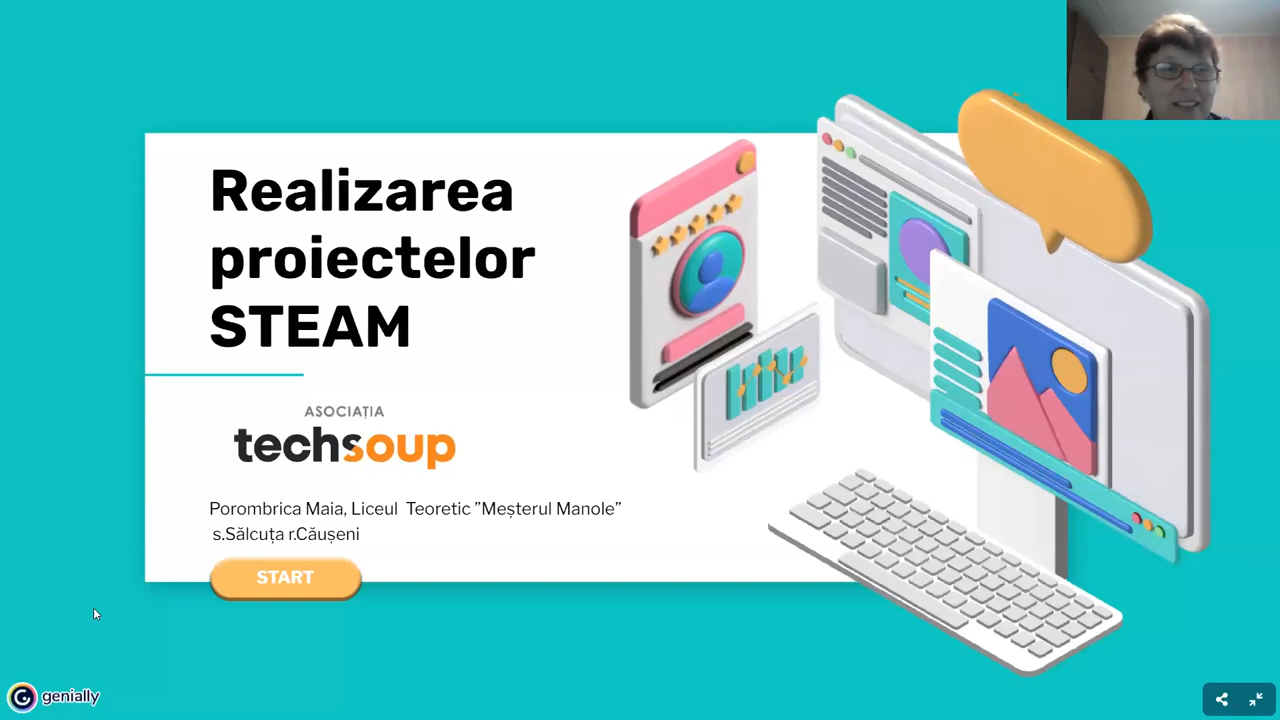 Realizarea
proiectelor
STEAM
ASOCIAȚIA
techsoup
Porombrica Maia, Liceul Teoretic ”Meșterul Manole”
s.Sălcuța r.Căușeni
START
genially